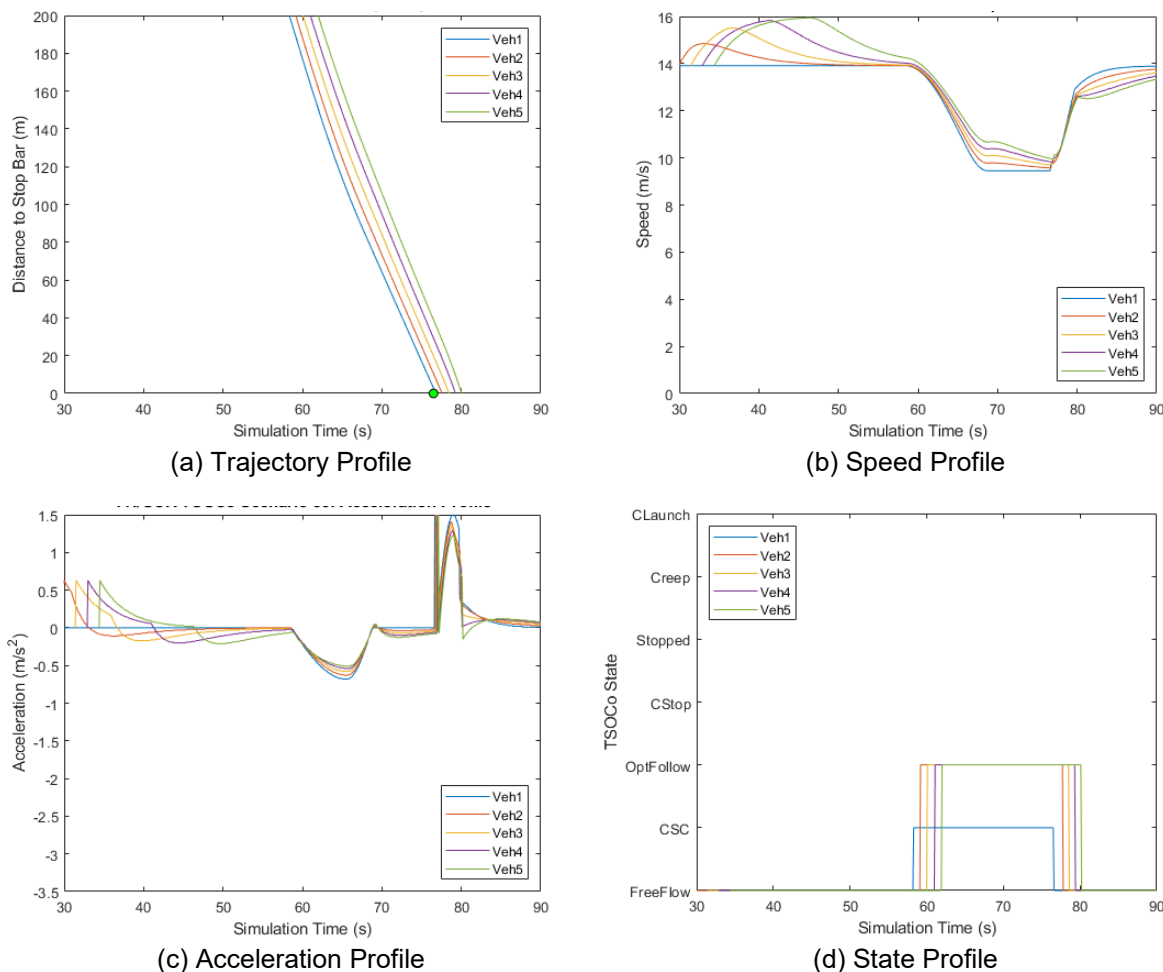 200
180
160
140
120
100
80
60
40
20
0
Distance to Stop Bar (m)
Veh1
Veh2
Veh3
Veh4
Veh5
30 40 50 60 70 80 90
Simulation Time (s)
(a) Trajectory Profile
16
14
12
10
8
6
4
2
0
Speed (m/s)
Veh1
Veh2
Veh3
Veh4
Veh5
30 40 50 60 70 80 90
Simulation Time (s)
(b) Speed Profile
1.5
1
0.5
0
-0.5
-1
-1.5
-2
-2.5
-3
-3.5
Acceleration (m/s²)
Veh1
Veh2
Veh3
Veh4
Veh5
30 40 50 60 70 80 90
Simulation Time (s)
(c) Acceleration Profile
CLaunch
Creep
Stopped
CStop
OptFollow
CSC
FreeFlow
TSOCo State
Veh1
Veh2
Veh3
Veh4
Veh5
30 40 50 60 70 80 90
Simulation Time (s)
(d) State Profile